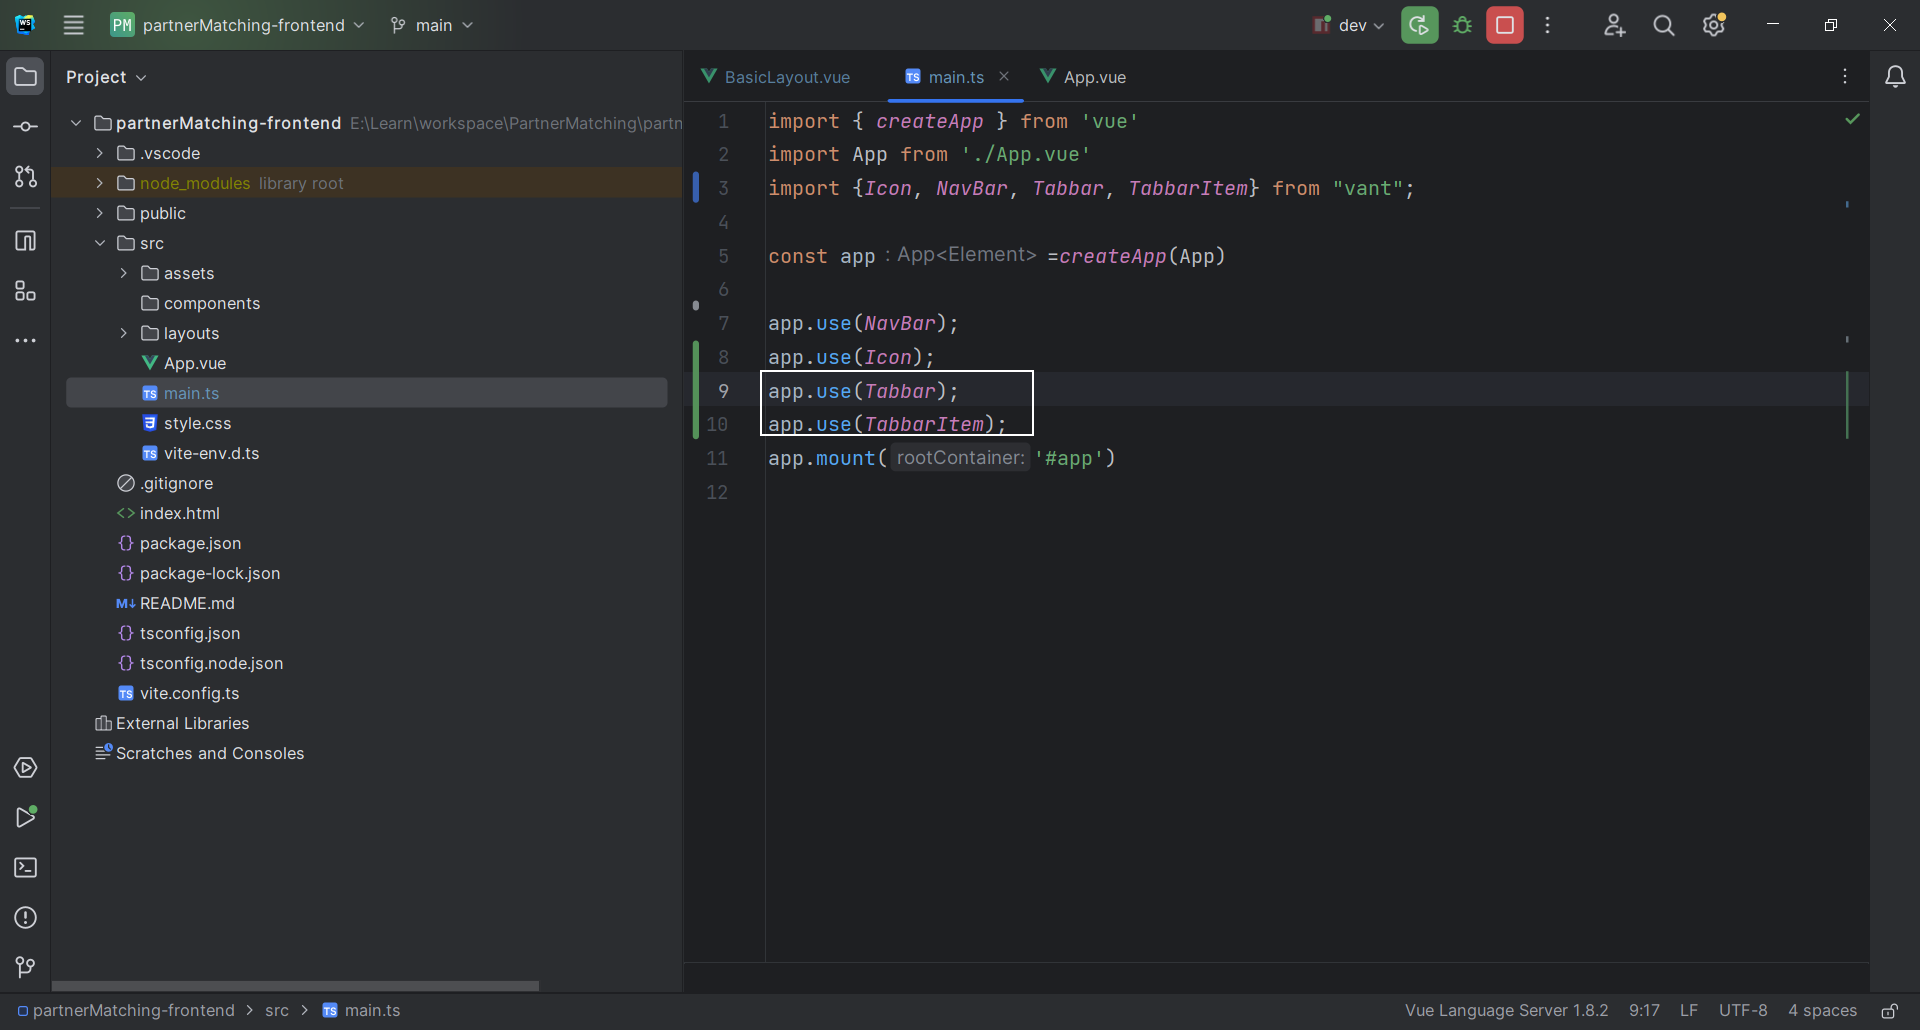 PM partnerMatching-frontend main dev
Project
BasicLayout.vue main.ts App.vue
partnerMatching-frontend E:\Learn\workspace\PartnerMatching\partn
.vscode
node_modules library root
public
src
assets
components
layouts
App.vue
main.ts
style.css
vite-env.d.ts
.gitignore
index.html
package.json
package-lock.json
README.md
tsconfig.json
tsconfig.node.json
vite.config.ts
External Libraries
Scratches and Consoles
1 import { createApp } from 'vue'
2 import App from './App.vue'
3 import {Icon, NavBar, Tabbar, TabbarItem} from "vant";
4
5 const app : App<Element> =createApp(App)
6
7 app.use(NavBar);
8 app.use(Icon);
9 app.use(Tabbar);
10 app.use(TabbarItem);
11 app.mount( rootContainer: '#app')
12
partnerMatching-frontend > src > main.ts
Vue Language Server 1.8.2 9:17 LF UTF-8 4 spaces